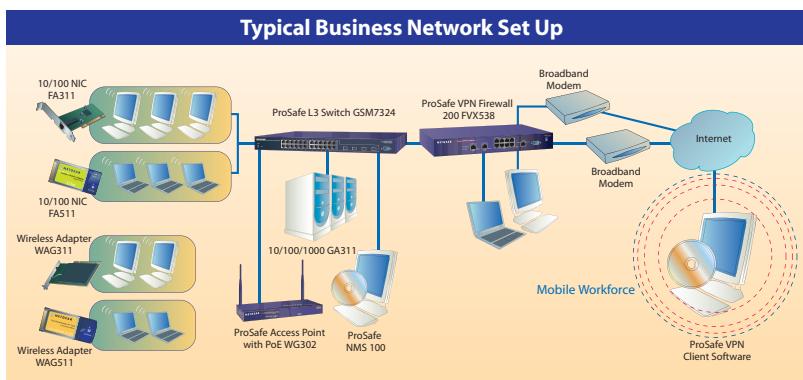 Typical Business Network Set Up
10/100 NIC
FA311
ProSafe L3 Switch GSM7324
ProSafe VPN Firewall
200 FVX538
Broadband
Modem
Internet
NETGEAR
10/100 NIC
FA511
Broadband
Modem
Wireless Adapter
WAG311
10/100/1000 GA311
Mobile Workforce
NETGEAR
Wireless Adapter
WAG511
ProSafe Access Point
with PoE WG302
ProSafe
NMS 100
ProSafe VPN
Client Software